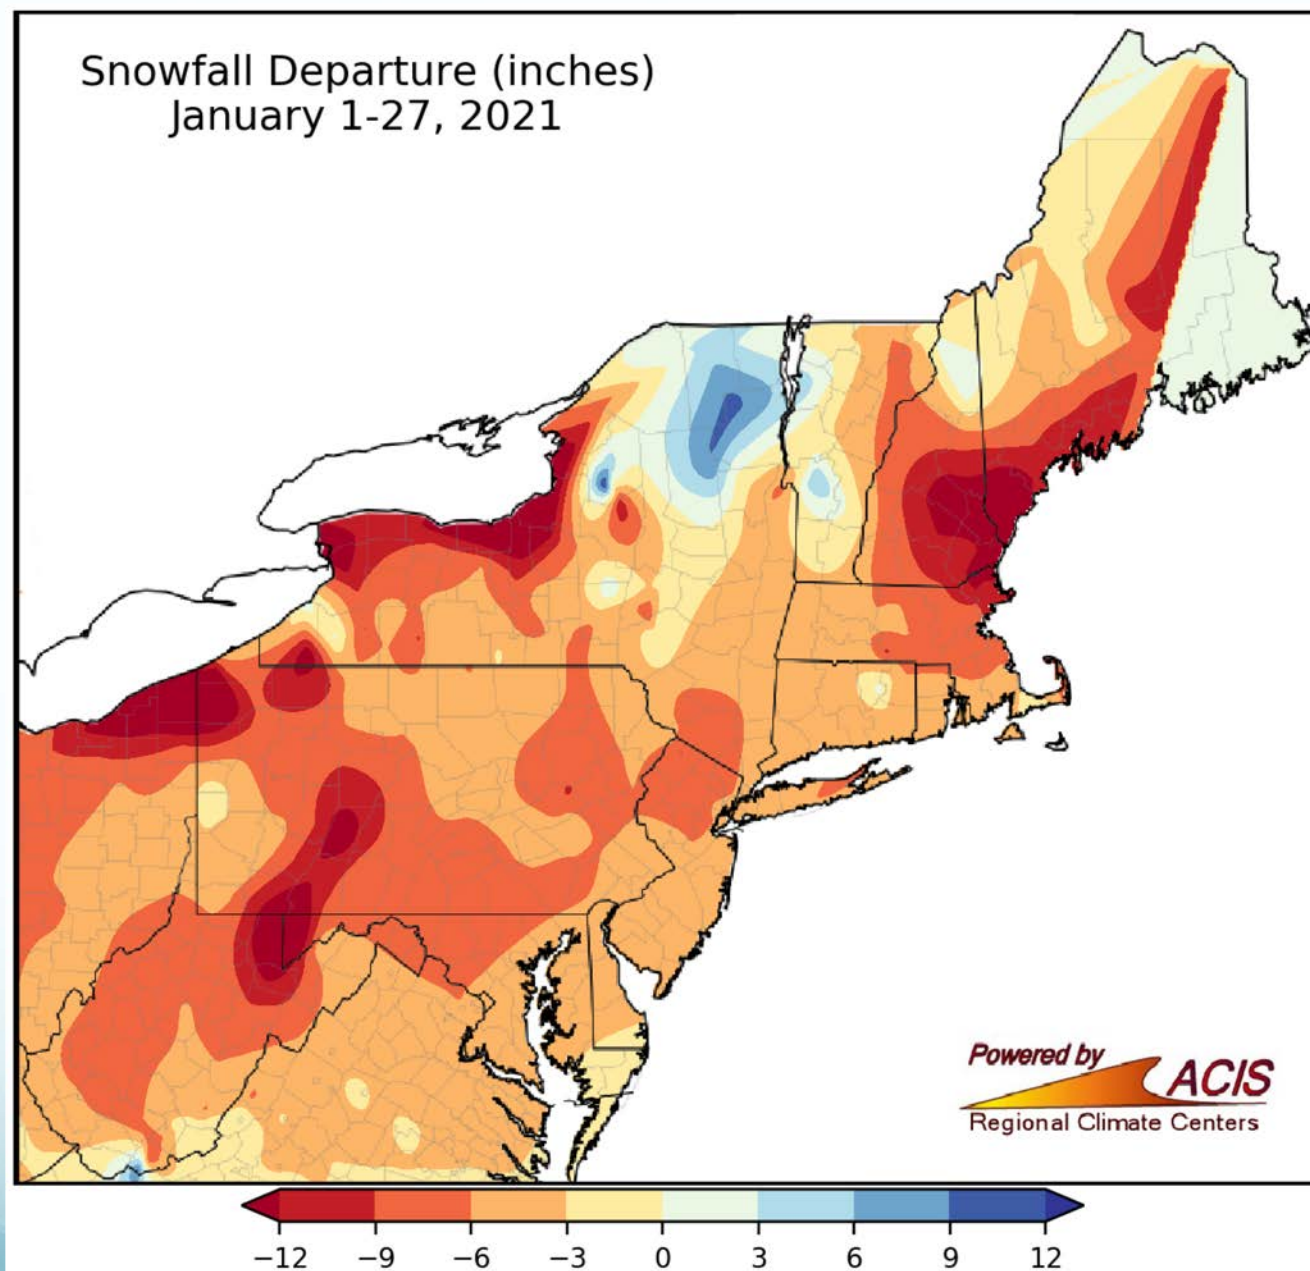 Snowfall Departure (inches)
January 1-27, 2021
Powered by
ACIS
Regional Climate Centers
−12 −9 −6 −3 0 3 6 9 12